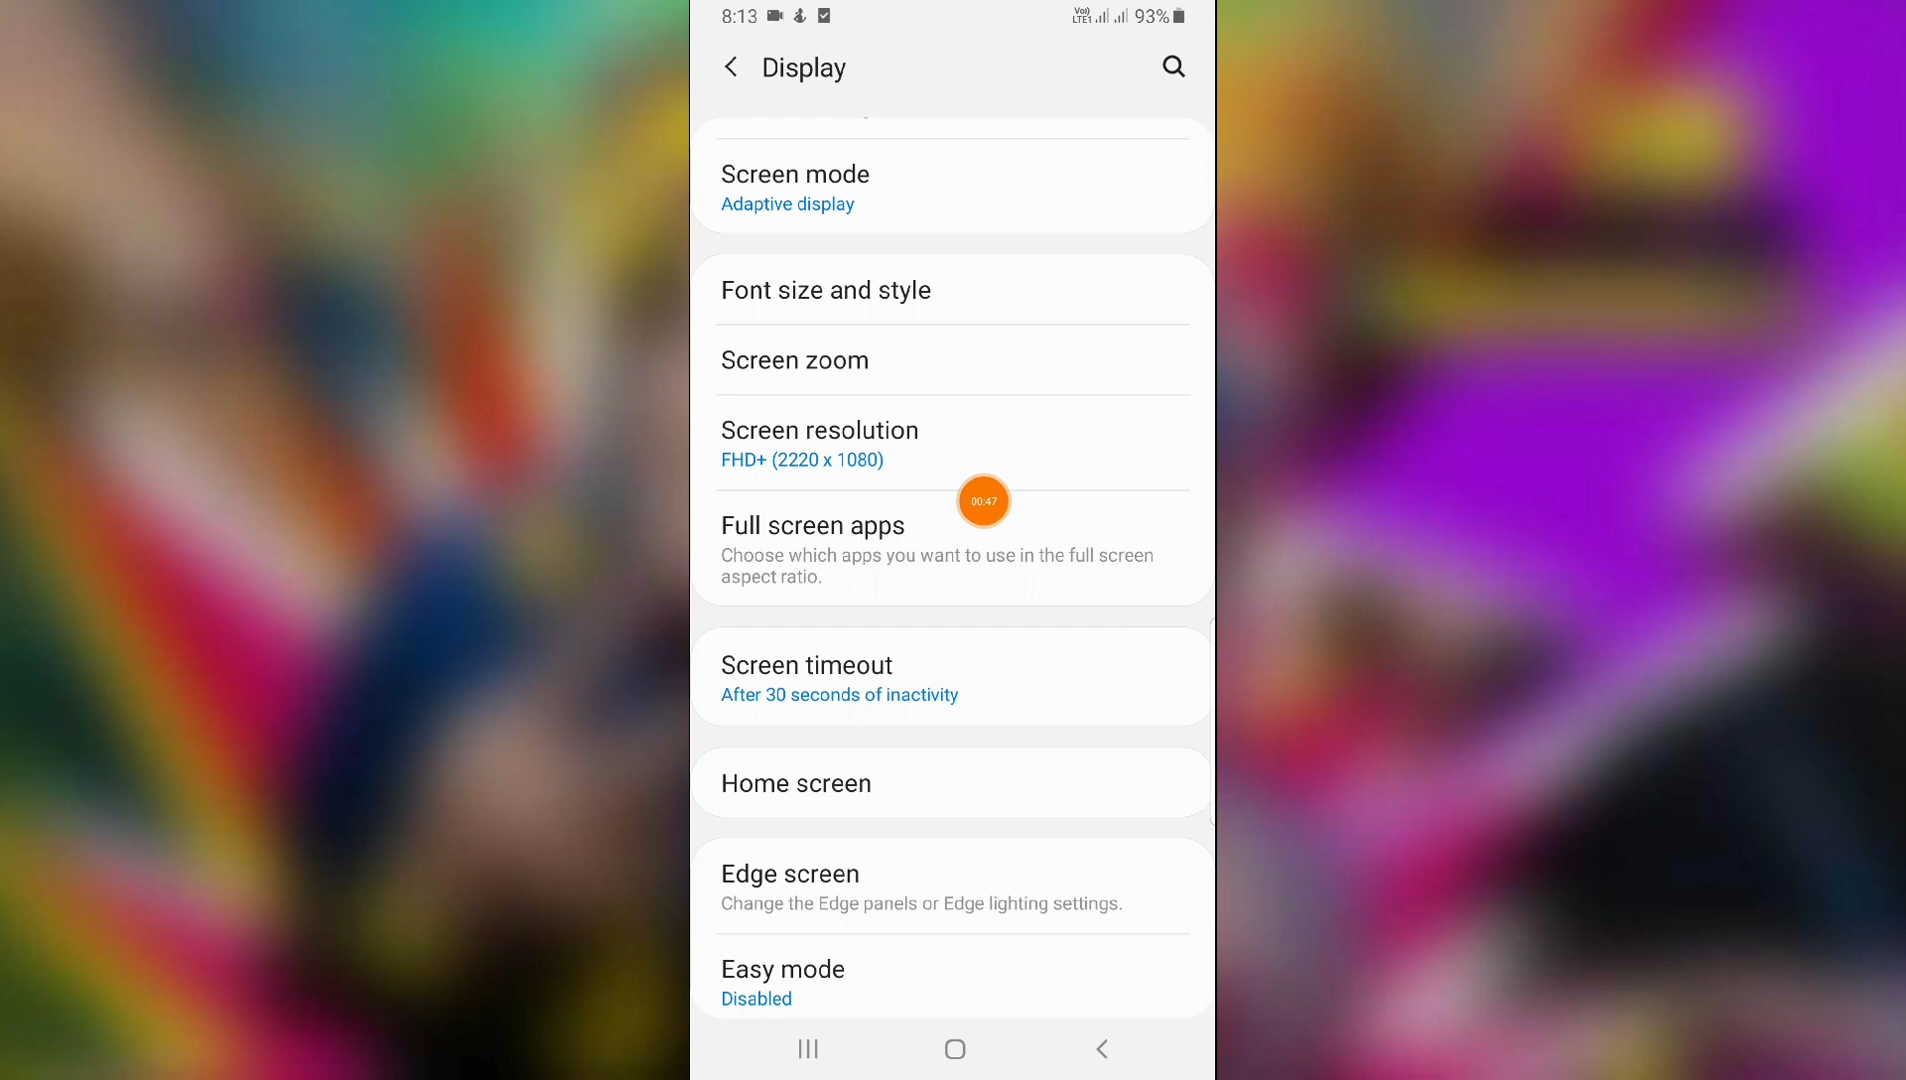 8:13 Vo)) LTE1 93%
Display
Screen mode
Adaptive display
Font size and style
Screen zoom
Screen resolution
FHD+ (2220 x 1080)
00:47
Full screen apps
Choose which apps you want to use in the full screen
aspect ratio.
Screen timeout
After 30 seconds of inactivity
Home screen
Edge screen
Change the Edge panels or Edge lighting settings.
Easy mode
Disabled